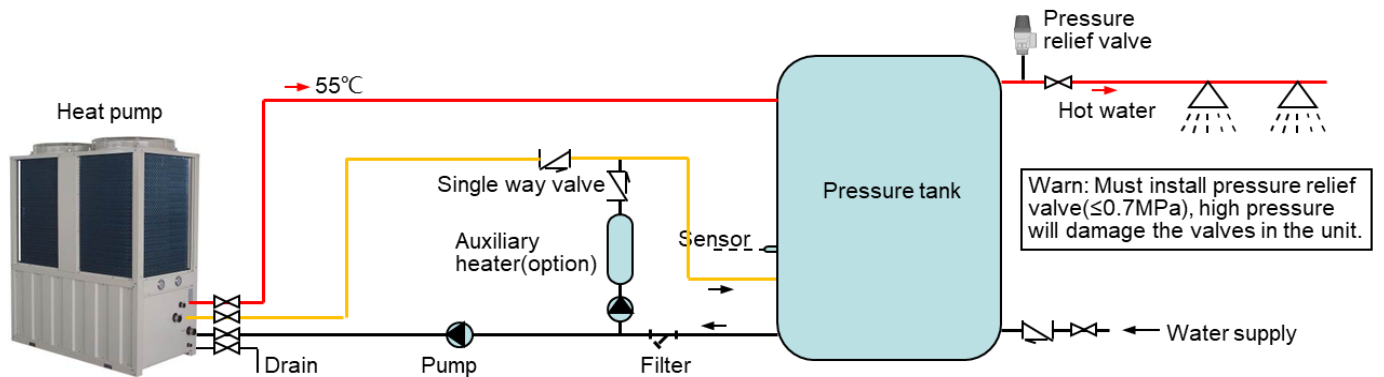 Pressure
relief valve
55℃
Heat pump
Hot water
Single way valve
Pressure tank
Warn: Must install pressure relief
valve(≤0.7MPa), high pressure
will damage the valves in the unit.
Sensor
Auxiliary
heater(option)
Water supply
Drain
Pump
Filter